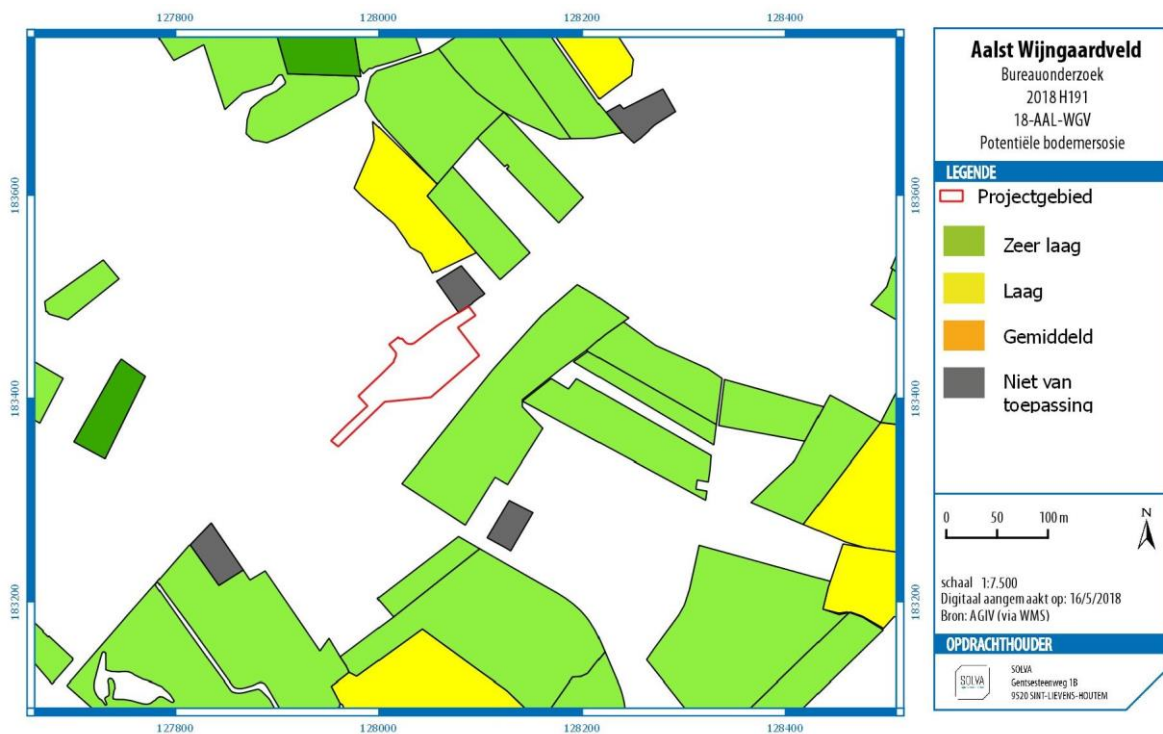 127800 128000 128200 128400
183600
183400
183200
183600
183400
183200
127800 128000 128200 128400
Aalst Wijngaardveld
Bureauonderzoek
2018 H191
18-AAL-WGV
Potentiële bodemersosie
LEGENDE
Projectgebied
Zeer laag
Laag
Gemiddeld
Niet van
toepassing
0 50 100 m
N
schaal 1:7.500
Digitaal aangemaakt op: 16/5/2018
Bron: AGIV (via WMS)
OPDRACHTHOUDER
SOLVA
SOLVA
Gentsesteenweg 1B
9520 SINT-LIEVENS-HOUTEM